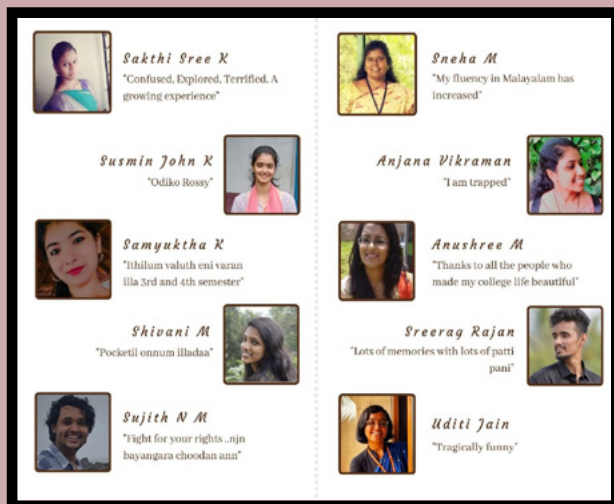 Sakthi Sree K
"Confused, Explored, Terrified. A
growing experience"
Susmin John K
"Odiko Rossy"
Samyuktha K
"Ithilum valuth eni varan
illa 3rd and 4th semester"
Shivani M
"Pocketil onnum illadaa"
Sujith N M
"Fight for your rights ..njn
bayangara choodan ann"
Sneha M
"My fluency in Malayalam has
increased"
Anjana Vikraman
"I am trapped"
Anushree M
"Thanks to all the people who
made my college life beautiful"
Sreerag Rajan
"Lots of memories with lots of patti
pani"
Uditi Jain
"Tragically funny"